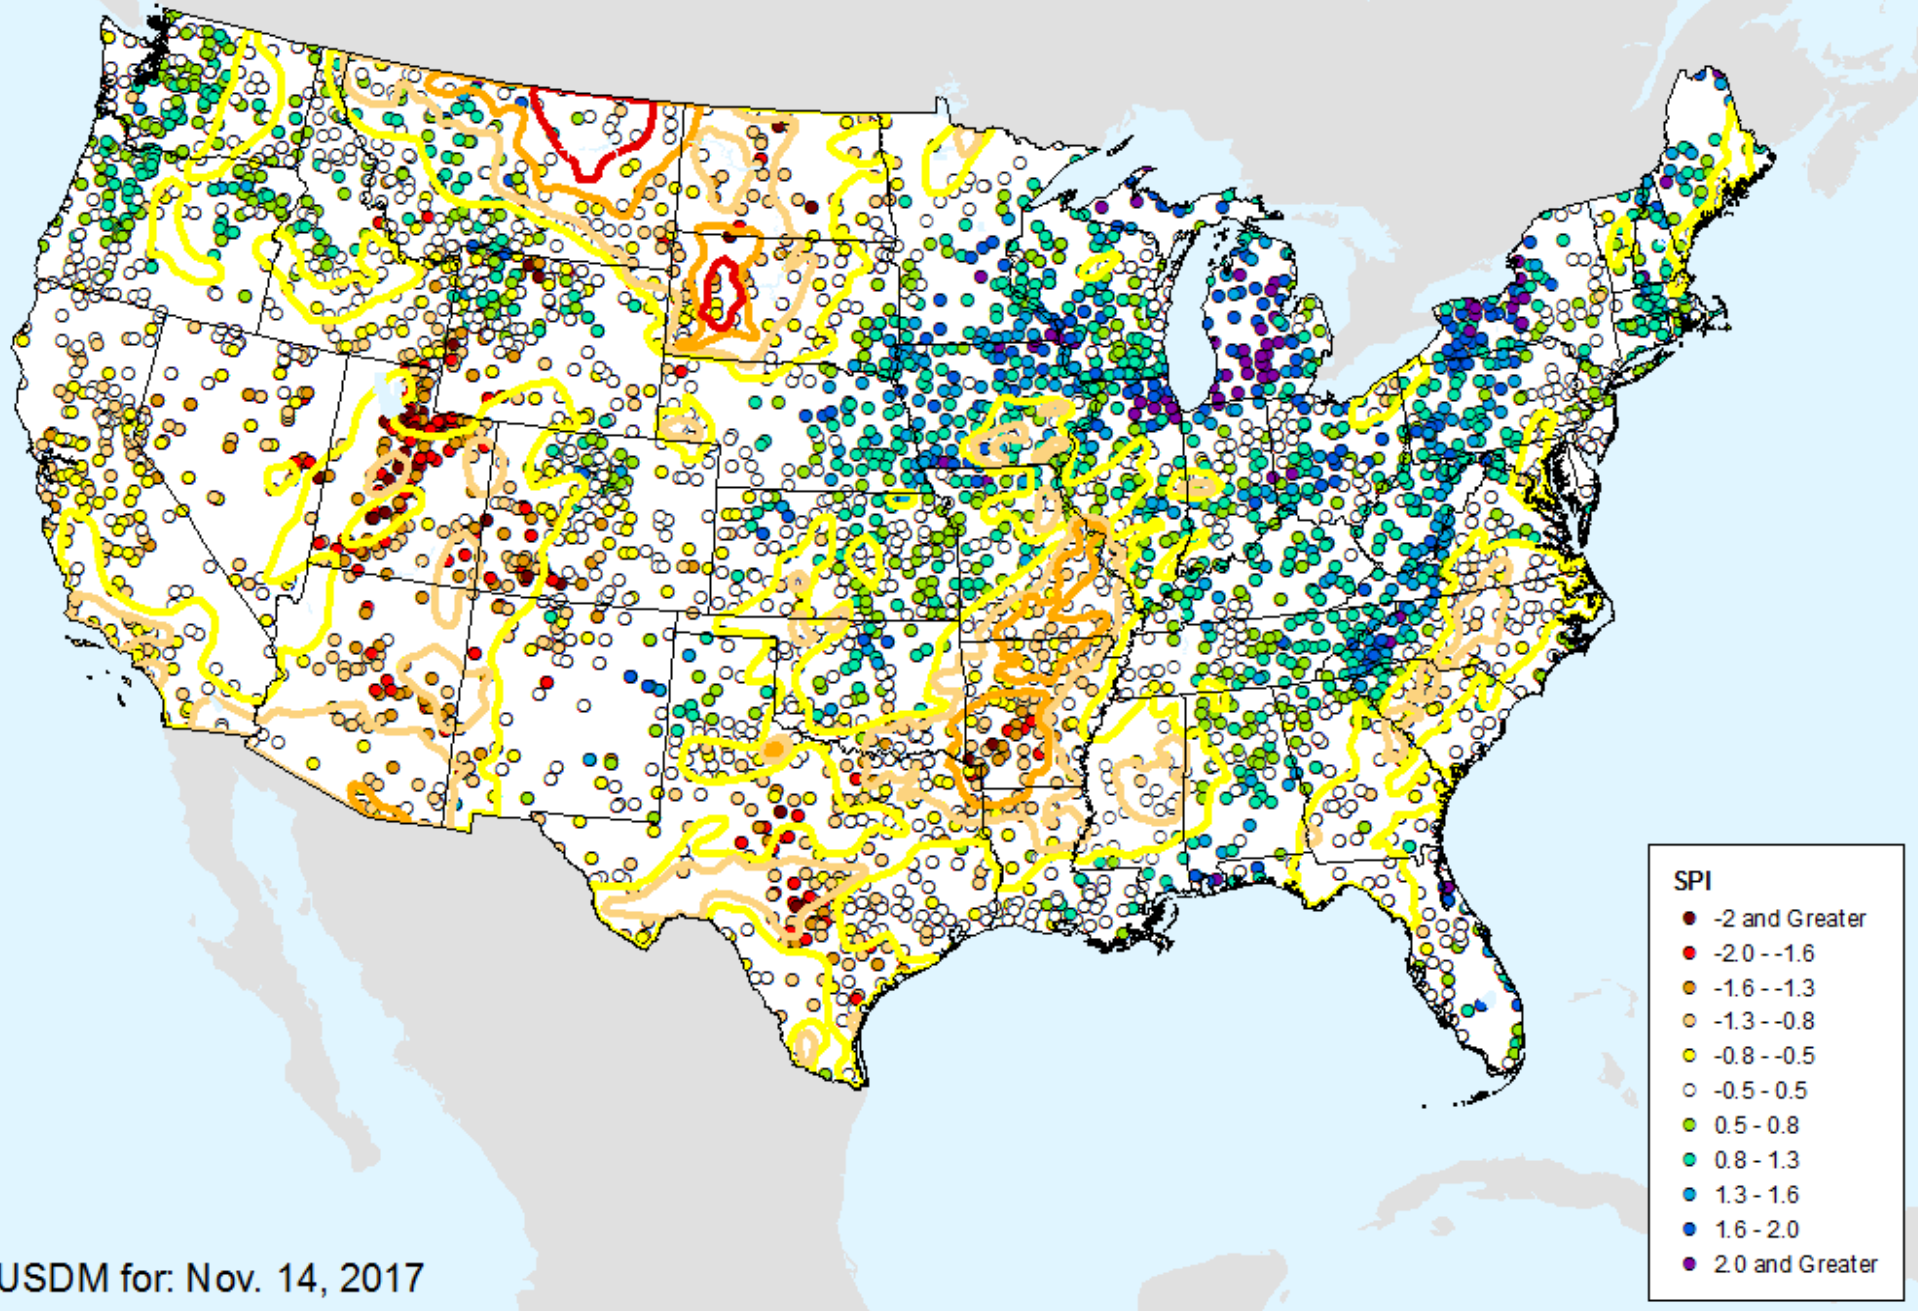 SPI
-2 and Greater
-2.0 - -1.6
-1.6 - -1.3
-1.3 - -0.8
-0.8 - -0.5
-0.5 - 0.5
0.5 - 0.8
0.8 - 1.3
1.3 - 1.6
1.6 - 2.0
2.0 and Greater
USDM for: Nov. 14, 2017